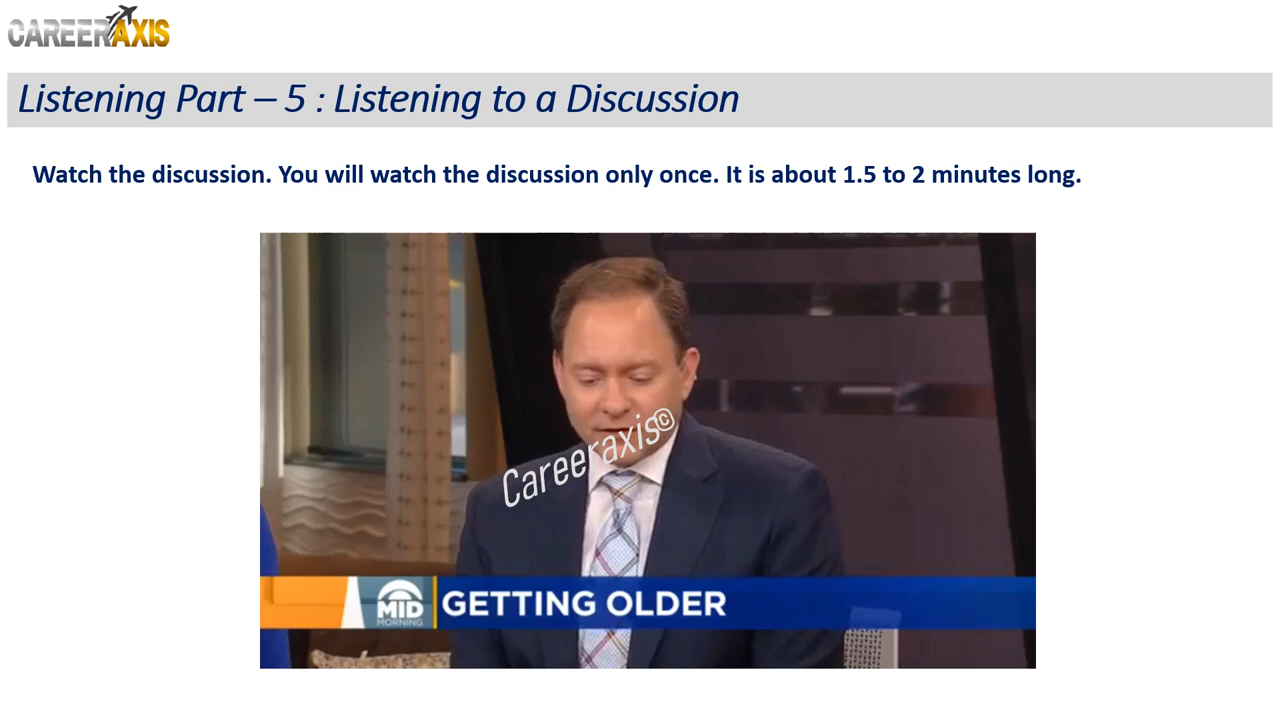 CAREERAXIS
Listening Part – 5 : Listening to a Discussion
Watch the discussion. You will watch the discussion only once. It is about 1.5 to 2 minutes long.
Careeraxis©
MID
MORNING
GETTING OLDER